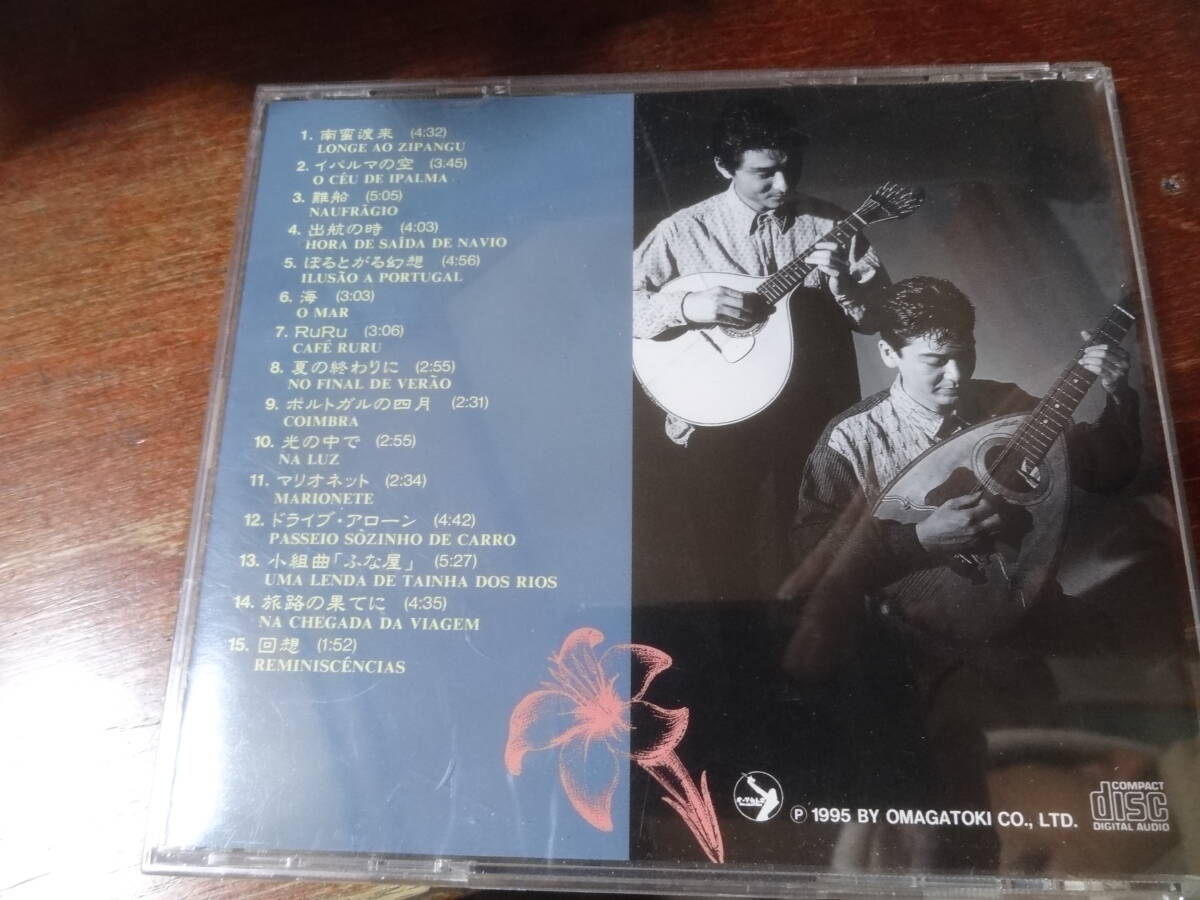 1. 南蛮渡来 (4:32)
LONGE AO ZIPANGU
2. イパルマの空 (3:45)
O CÉU DE IPALMA
3. 難船 (5:05)
NAUFRÁGIO
4. 出航の時 (4:03)
HORA DE SAÍDA DE NAVIO
5. ぽるとがる幻想 (4:56)
ILUSÃO A PORTUGAL
6. 海 (3:03)
O MAR
7. RuRu (3:06)
CAFÉ RURU
8. 夏の終わりに (2:55)
NO FINAL DE VERÃO
9. ポルトガルの四月 (2:31)
COIMBRA
10. 光の中で (2:55)
NA LUZ
11. マリオネット (2:34)
MARIONETE
12. ドライブ・アローン (4:42)
PASSEIO SÒZINHO DE CARRO
13. 小組曲「ふな屋」 (5:27)
UMA LENDA DE TAINHA DOS RIOS
14. 旅路の果てに (4:35)
NA CHEGADA DA VIAGEM
15. 回想 (1:52)
REMINISCÉNCIAS
Ⓟ 1995 BY OMAGATOKI CO., LTD.
COMPACT
disc
DIGITAL AUDIO